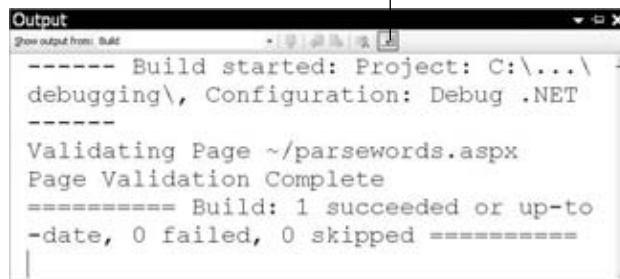 Output
Show output from: Build
------ Build started: Project: C:\...\
debugging\, Configuration: Debug .NET
------
Validating Page ~/parsewords.aspx
Page Validation Complete
========== Build: 1 succeeded or up-to
-date, 0 failed, 0 skipped ==========